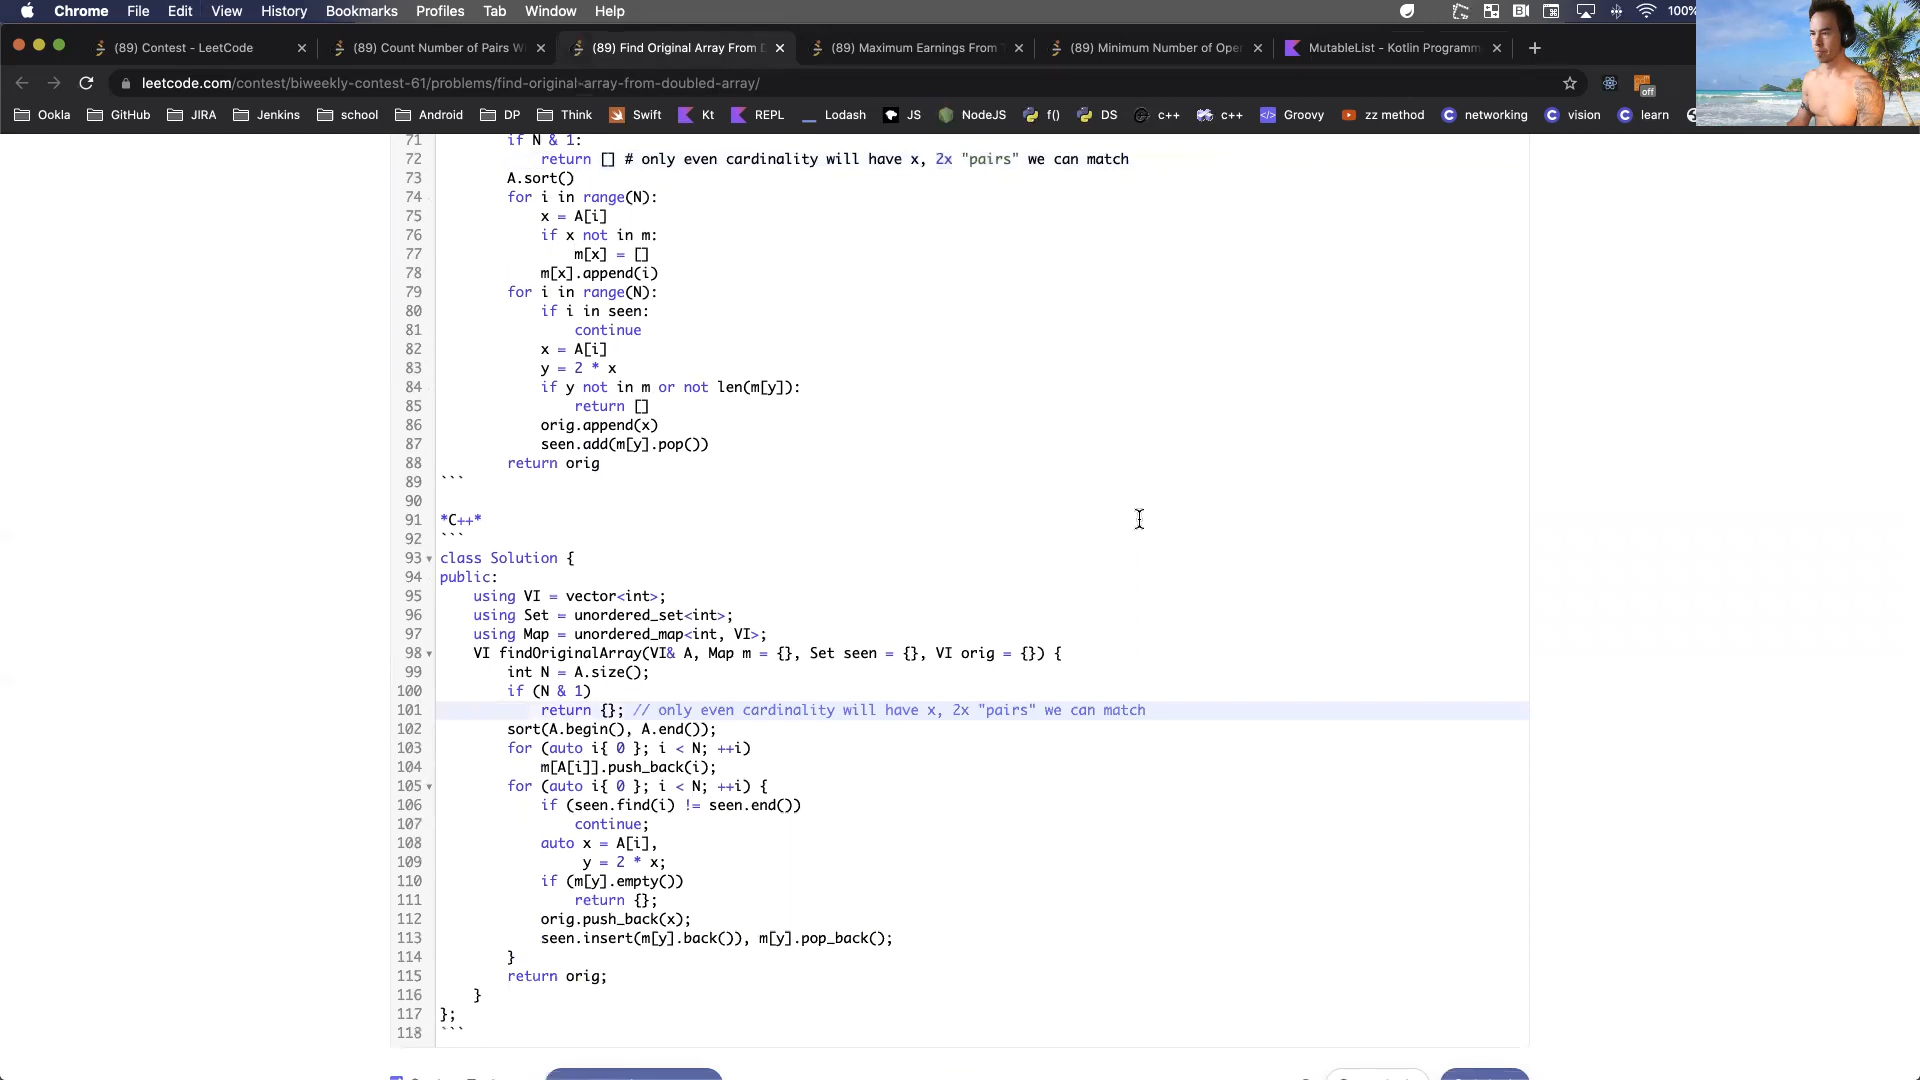 Chrome File Edit View History Bookmarks Profiles Tab Window Help 100%
(89) Contest - LeetCode (89) Count Number of Pairs W (89) Find Original Array From D (89) Maximum Earnings From T (89) Minimum Number of Oper MutableList - Kotlin Programm
leetcode.com/contest/biweekly-contest-61/problems/find-original-array-from-doubled-array/
off
Ookla GitHub JIRA Jenkins school Android DP Think Swift Kt REPL Lodash JS NodeJS f() DS c++ c++ Groovy zz method networking vision learn
71 if N & 1:
72 return [] # only even cardinality will have x, 2x "pairs" we can match
73 A.sort()
74 for i in range(N):
75 x = A[i]
76 if x not in m:
77 m[x] = []
78 m[x].append(i)
79 for i in range(N):
80 if i in seen:
81 continue
82 x = A[i]
83 y = 2 * x
84 if y not in m or not len(m[y]):
85 return []
86 orig.append(x)
87 seen.add(m[y].pop())
88 return orig
89 ```
90
91 *C++*
92 ```
93 class Solution {
94 public:
95 using VI = vector<int>;
96 using Set = unordered_set<int>;
97 using Map = unordered_map<int, VI>;
98 VI findOriginalArray(VI& A, Map m = {}, Set seen = {}, VI orig = {}) {
99 int N = A.size();
100 if (N & 1)
101 return {}; // only even cardinality will have x, 2x "pairs" we can match
102 sort(A.begin(), A.end());
103 for (auto i{ 0 }; i < N; ++i)
104 m[A[i]].push_back(i);
105 for (auto i{ 0 }; i < N; ++i) {
106 if (seen.find(i) != seen.end())
107 continue;
108 auto x = A[i],
109 y = 2 * x;
110 if (m[y].empty())
111 return {};
112 orig.push_back(x);
113 seen.insert(m[y].back()), m[y].pop_back();
114 }
115 return orig;
116 }
117 };
118 ```